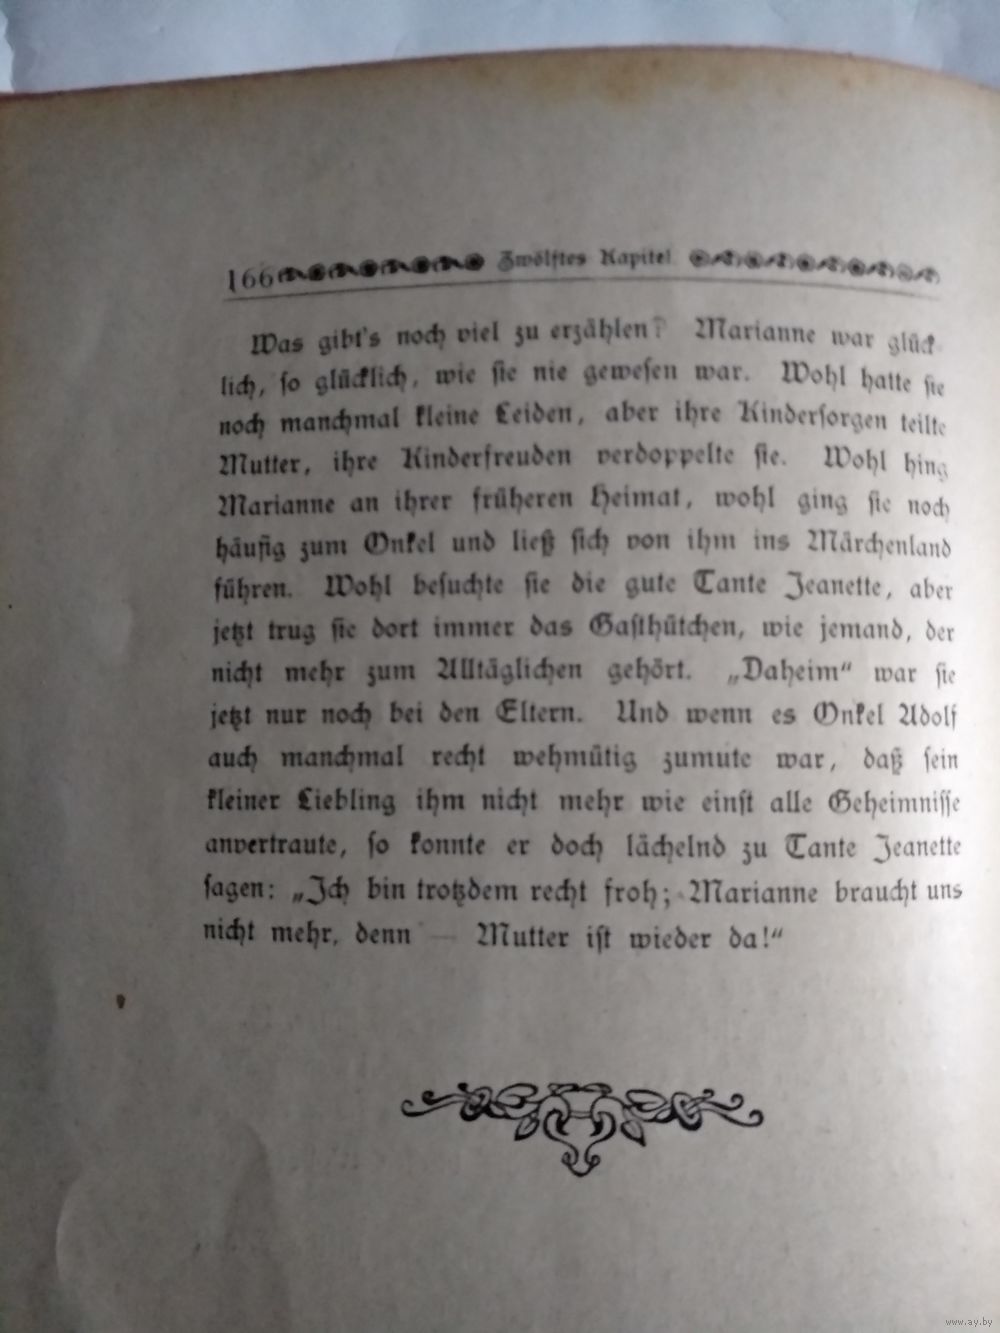 166 Zwölftes Kapitel
Was gibt's noch viel zu erzählen? Marianne war glück-
lich, so glücklich, wie sie nie gewesen war. Wohl hatte sie
noch manchmal kleine Leiden, aber ihre Kindersorgen teilte
Mutter, ihre Kinderfreuden verdoppelte sie. Wohl hing
Marianne an ihrer früheren Heimat, wohl ging sie noch
häufig zum Onkel und ließ sich von ihm ins Märchenland
führen. Wohl besuchte sie die gute Tante Jeanette, aber
jetzt trug sie dort immer das Gasthütchen, wie jemand, der
nicht mehr zum Alltäglichen gehört. „Daheim“ war sie
jetzt nur noch bei den Eltern. Und wenn es Onkel Adolf
auch manchmal recht wehmütig zumute war, daß sein
kleiner Liebling ihm nicht mehr wie einst alle Geheimnisse
anvertraute, so konnte er doch lächelnd zu Tante Jeanette
sagen: „Ich bin trotzdem recht froh; Marianne braucht uns
nicht mehr, denn — Mutter ist wieder da!“
www.ay.by